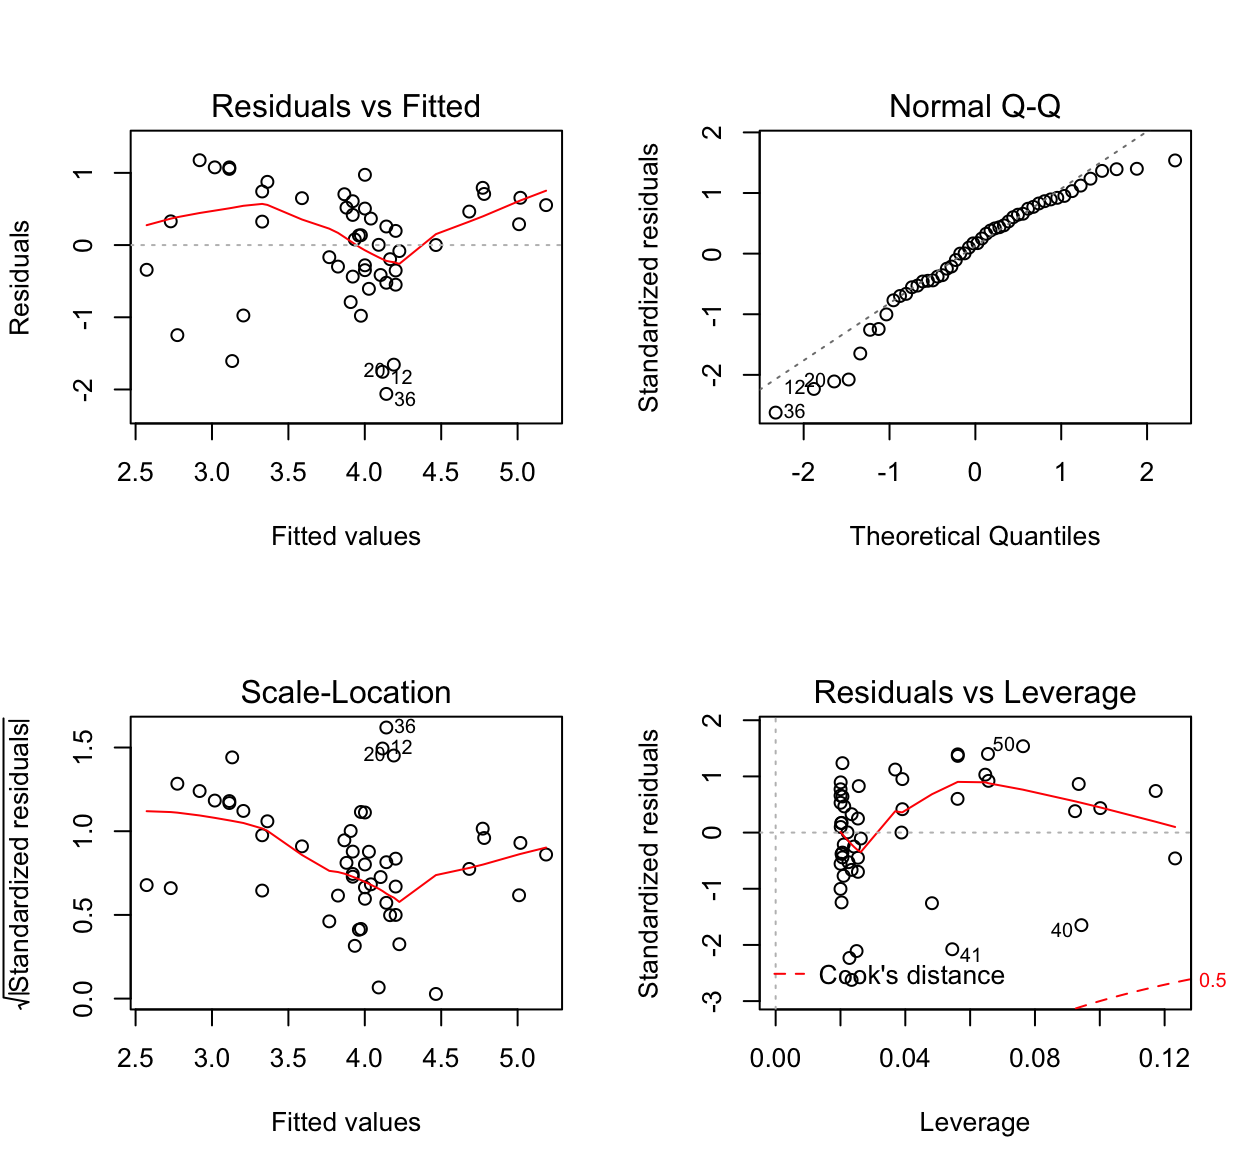 Residuals vs Fitted
Residuals
1
0
-1
-2
20
12
36
2.5 3.0 3.5 4.0 4.5 5.0
Fitted values
Normal Q-Q
Standardized residuals
2
1
0
-1
-2
12
20
36
-2 -1 0 1 2
Theoretical Quantiles
Scale-Location
√|Standardized residuals|
1.5
1.0
0.5
0.0
36
12
20
2.5 3.0 3.5 4.0 4.5 5.0
Fitted values
Residuals vs Leverage
Standardized residuals
2
1
0
-1
-2
-3
50
40
41
Cook's distance
0.5
0.00 0.04 0.08 0.12
Leverage